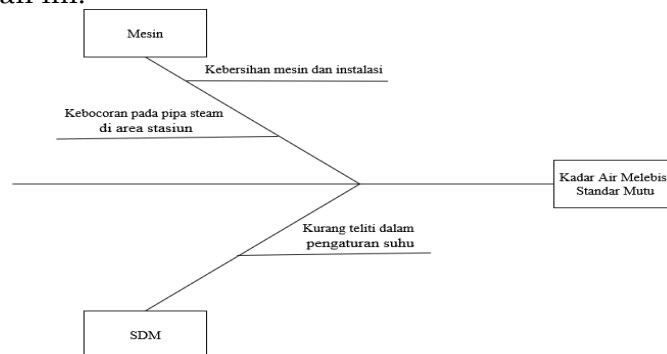 Mesin
Kebersihan mesin dan instalasi
Kebocoran pada pipa steam
di area stasiun
Kadar Air Melebis
Standar Mutu
Kurang teliti dalam
pengaturan suhu
SDM